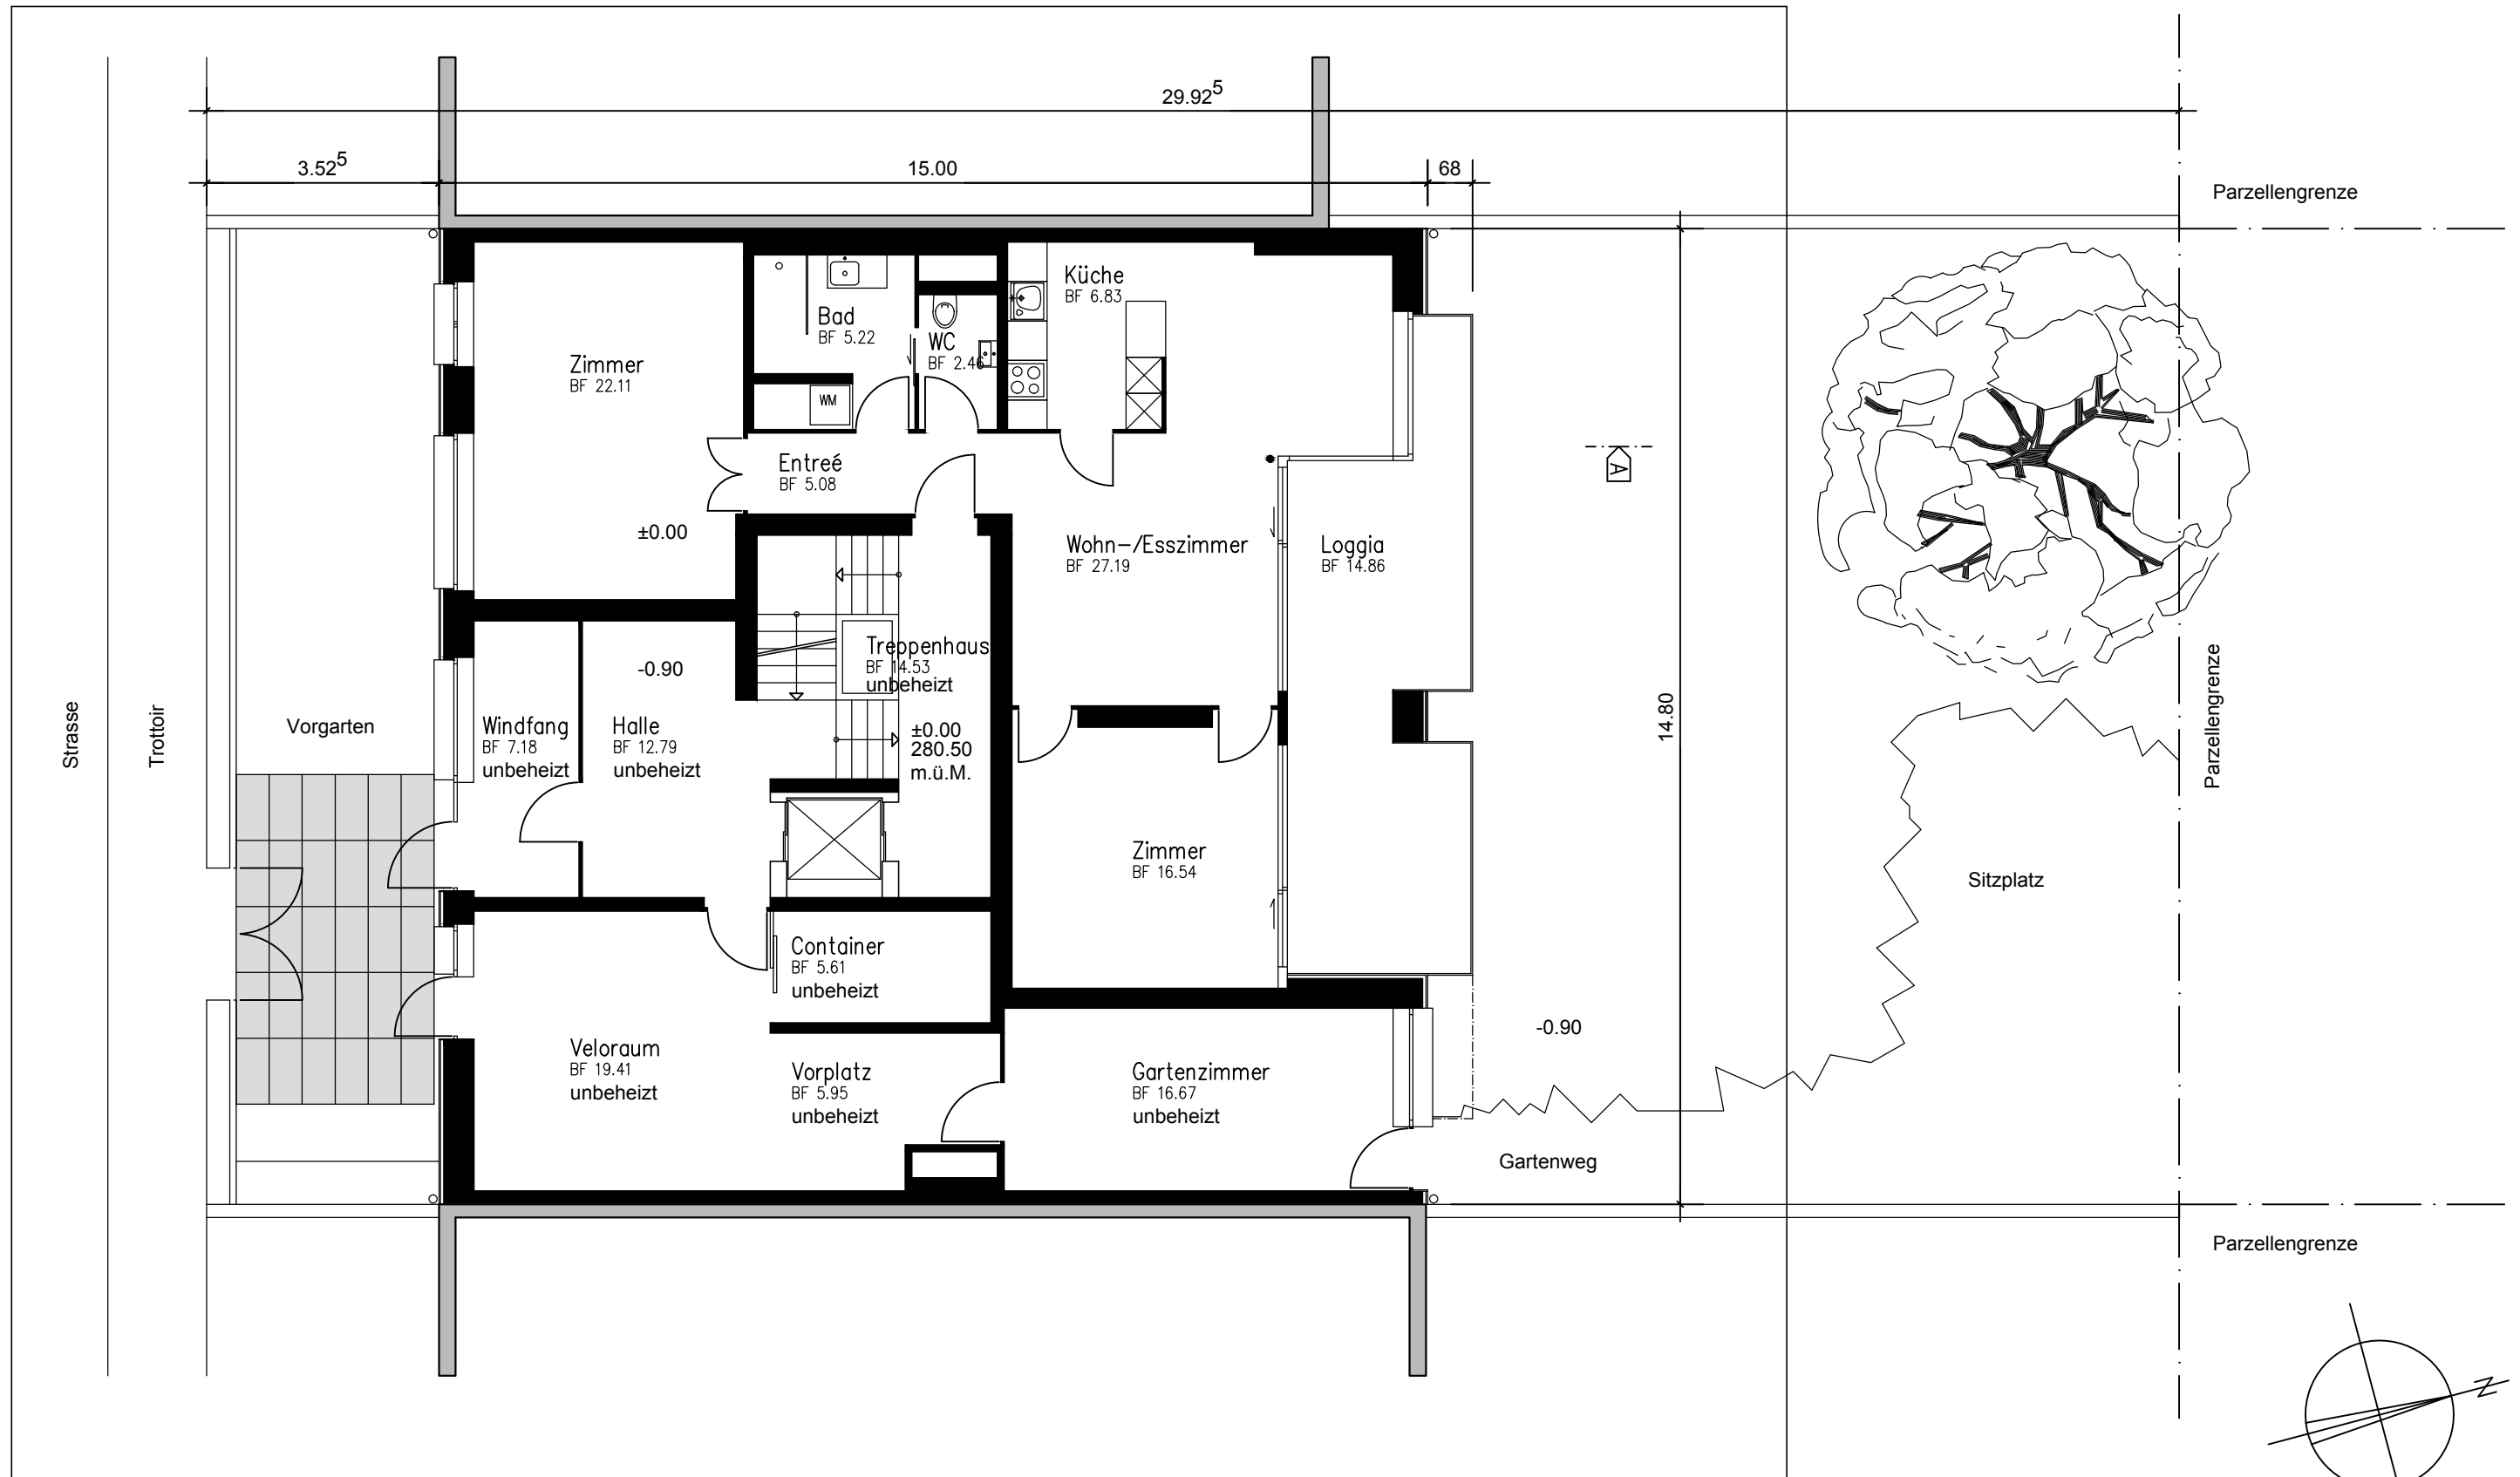 29.92⁵
3.52⁵
15.00
68
Parzellengrenze
Küche
BF 6.83
Bad
BF 5.22
WC
BF 2.46
Zimmer
BF 22.11
WM
Entreé
BF 5.08
A
±0.00
Wohn-/Esszimmer
BF 27.19
Loggia
BF 14.86
-0.90
Treppenhaus
BF 14.53
unbeheizt
Strasse
Trottoir
Vorgarten
Windfang
BF 7.18
unbeheizt
Halle
BF 12.79
unbeheizt
±0.00
280.50
m.ü.M.
14.80
Parzellengrenze
Zimmer
BF 16.54
Sitzplatz
Container
BF 5.61
unbeheizt
Veloraum
BF 19.41
unbeheizt
Vorplatz
BF 5.95
unbeheizt
Gartenzimmer
BF 16.67
unbeheizt
-0.90
Gartenweg
Parzellengrenze
N